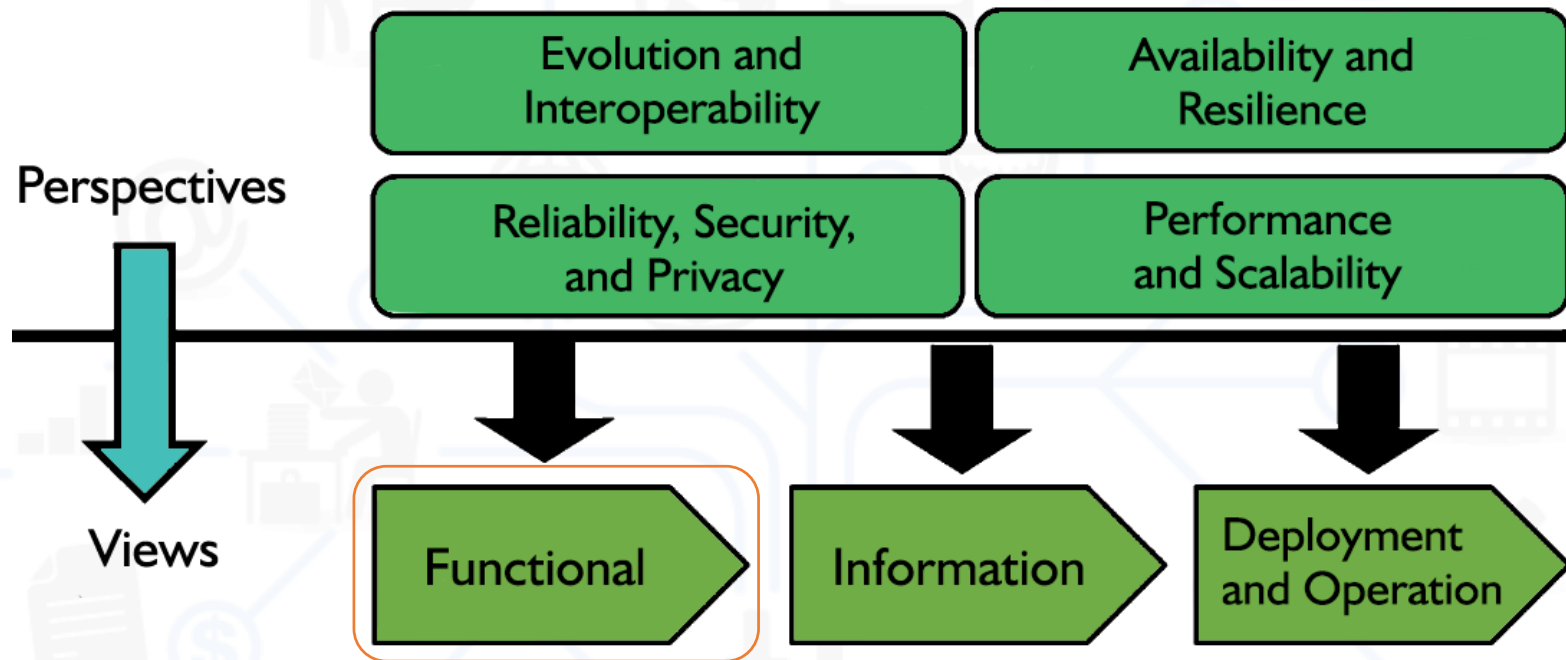 Evolution and
Interoperability
Availability and
Resilience
Perspectives
Reliability, Security,
and Privacy
Performance
and Scalability
Views
Functional
Information
Deployment
and Operation